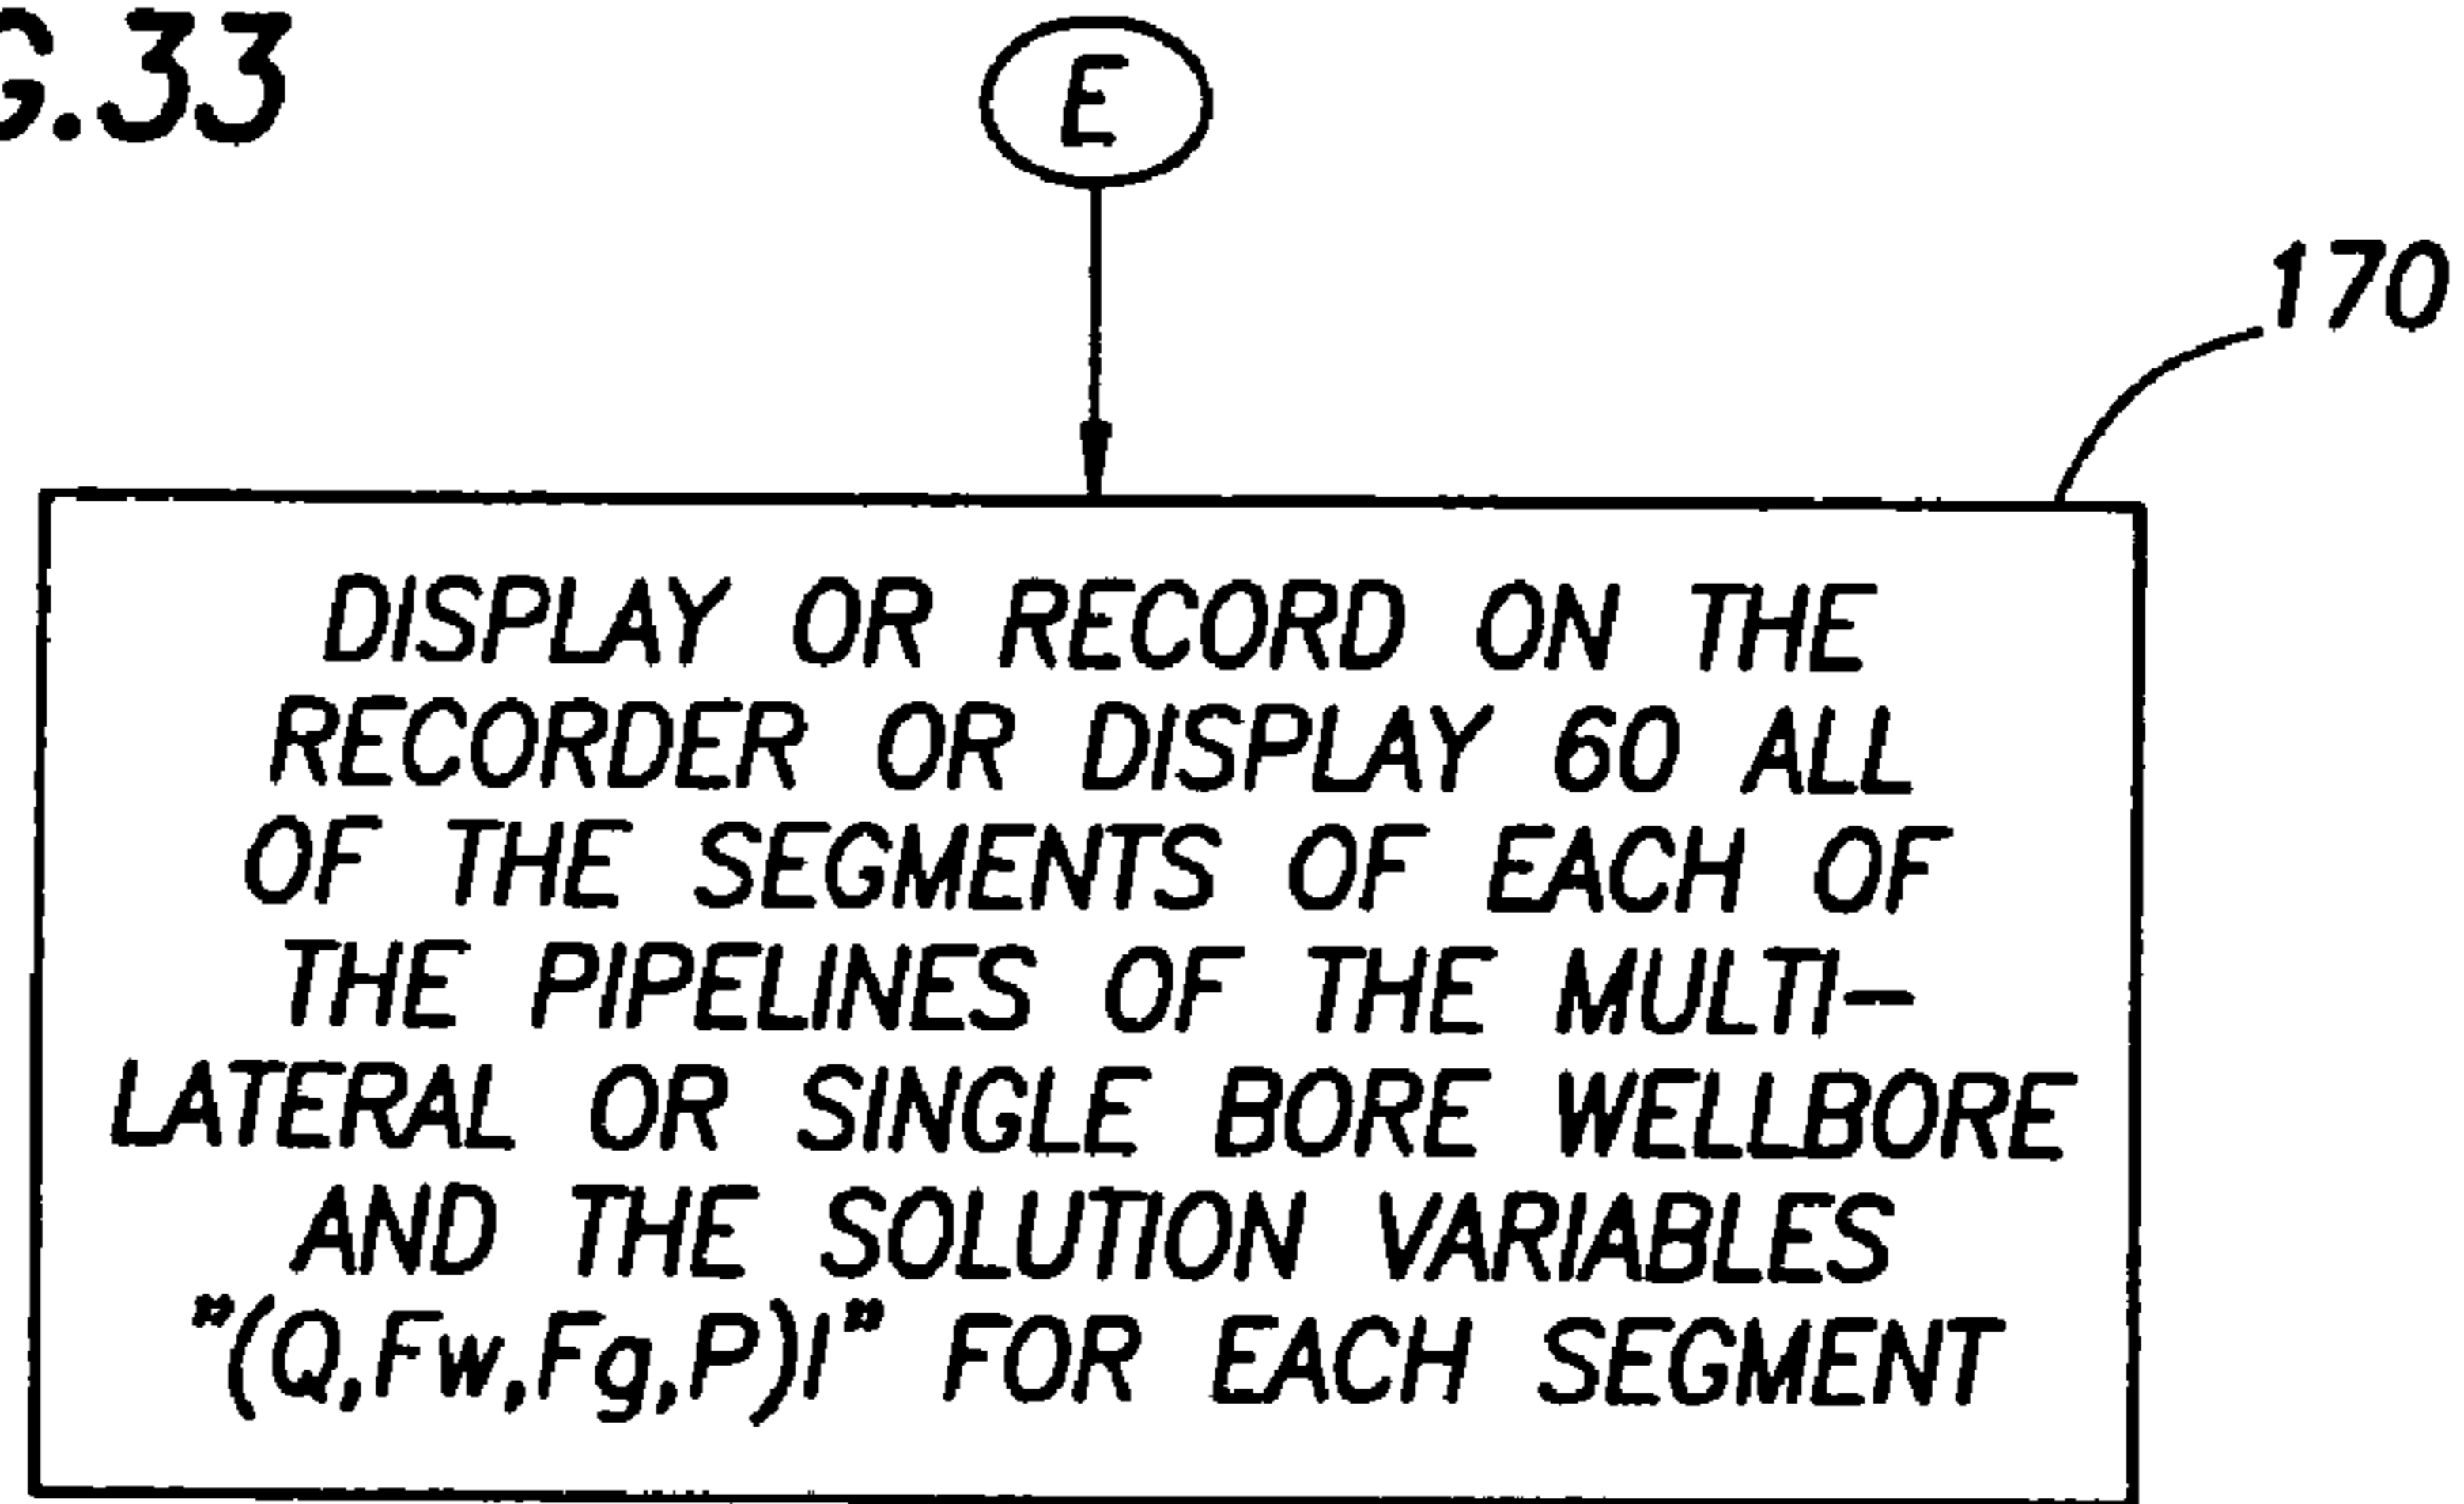 G.33
E
170
DISPLAY OR RECORD ON THE
RECORDER OR DISPLAY 60 ALL
OF THE SEGMENTS OF EACH OF
THE PIPELINES OF THE MULTI-
LATERAL OR SINGLE BORE WELLBORE
AND THE SOLUTION VARIABLES
"(Q,Fw,Fg,P)I" FOR EACH SEGMENT